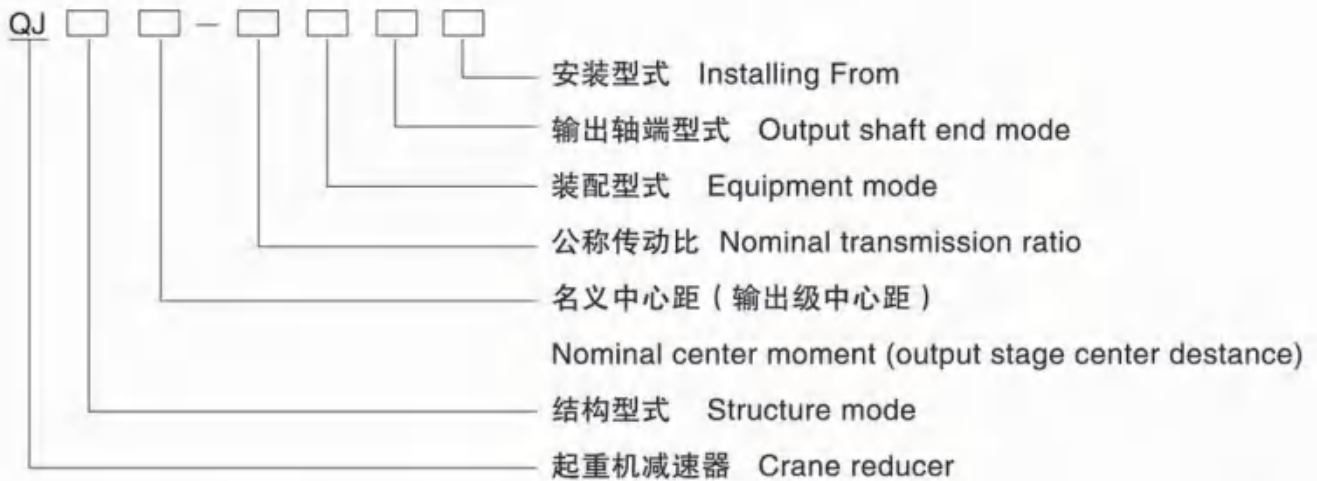 QJ □ □ - □ □ □ □
安装型式 Installing From
输出轴端型式 Output shaft end mode
装配型式 Equipment mode
公称传动比 Nominal transmission ratio
名义中心距（输出级中心距）
Nominal center moment (output stage center destance)
结构型式 Structure mode
起重机减速器 Crane reducer